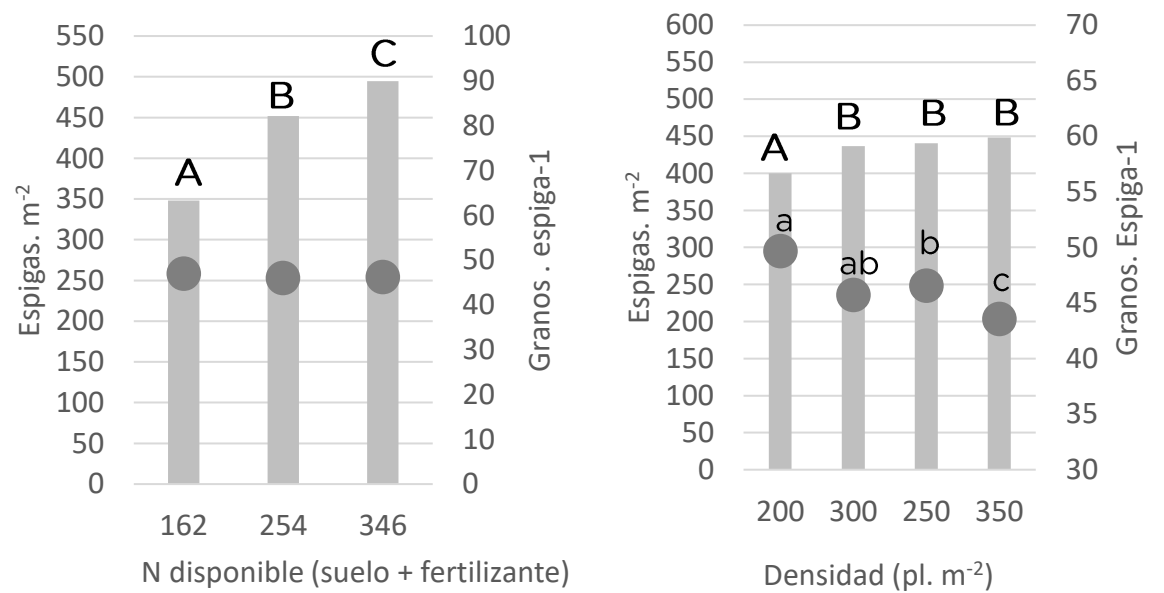 550
500
450
400
350
300
250
200
150
100
50
0
Espigas. m⁻²
A
B
C
100
90
80
70
60
50
40
30
20
10
0
Granos . espiga-1
162 254 346
N disponible (suelo + fertilizante)
600
550
500
450
400
350
300
250
200
150
100
50
0
Espigas. m⁻²
A
B
B
B
a
ab
b
c
70
65
60
55
50
45
40
35
30
Granos. Espiga-1
200 300 250 350
Densidad (pl. m⁻²)